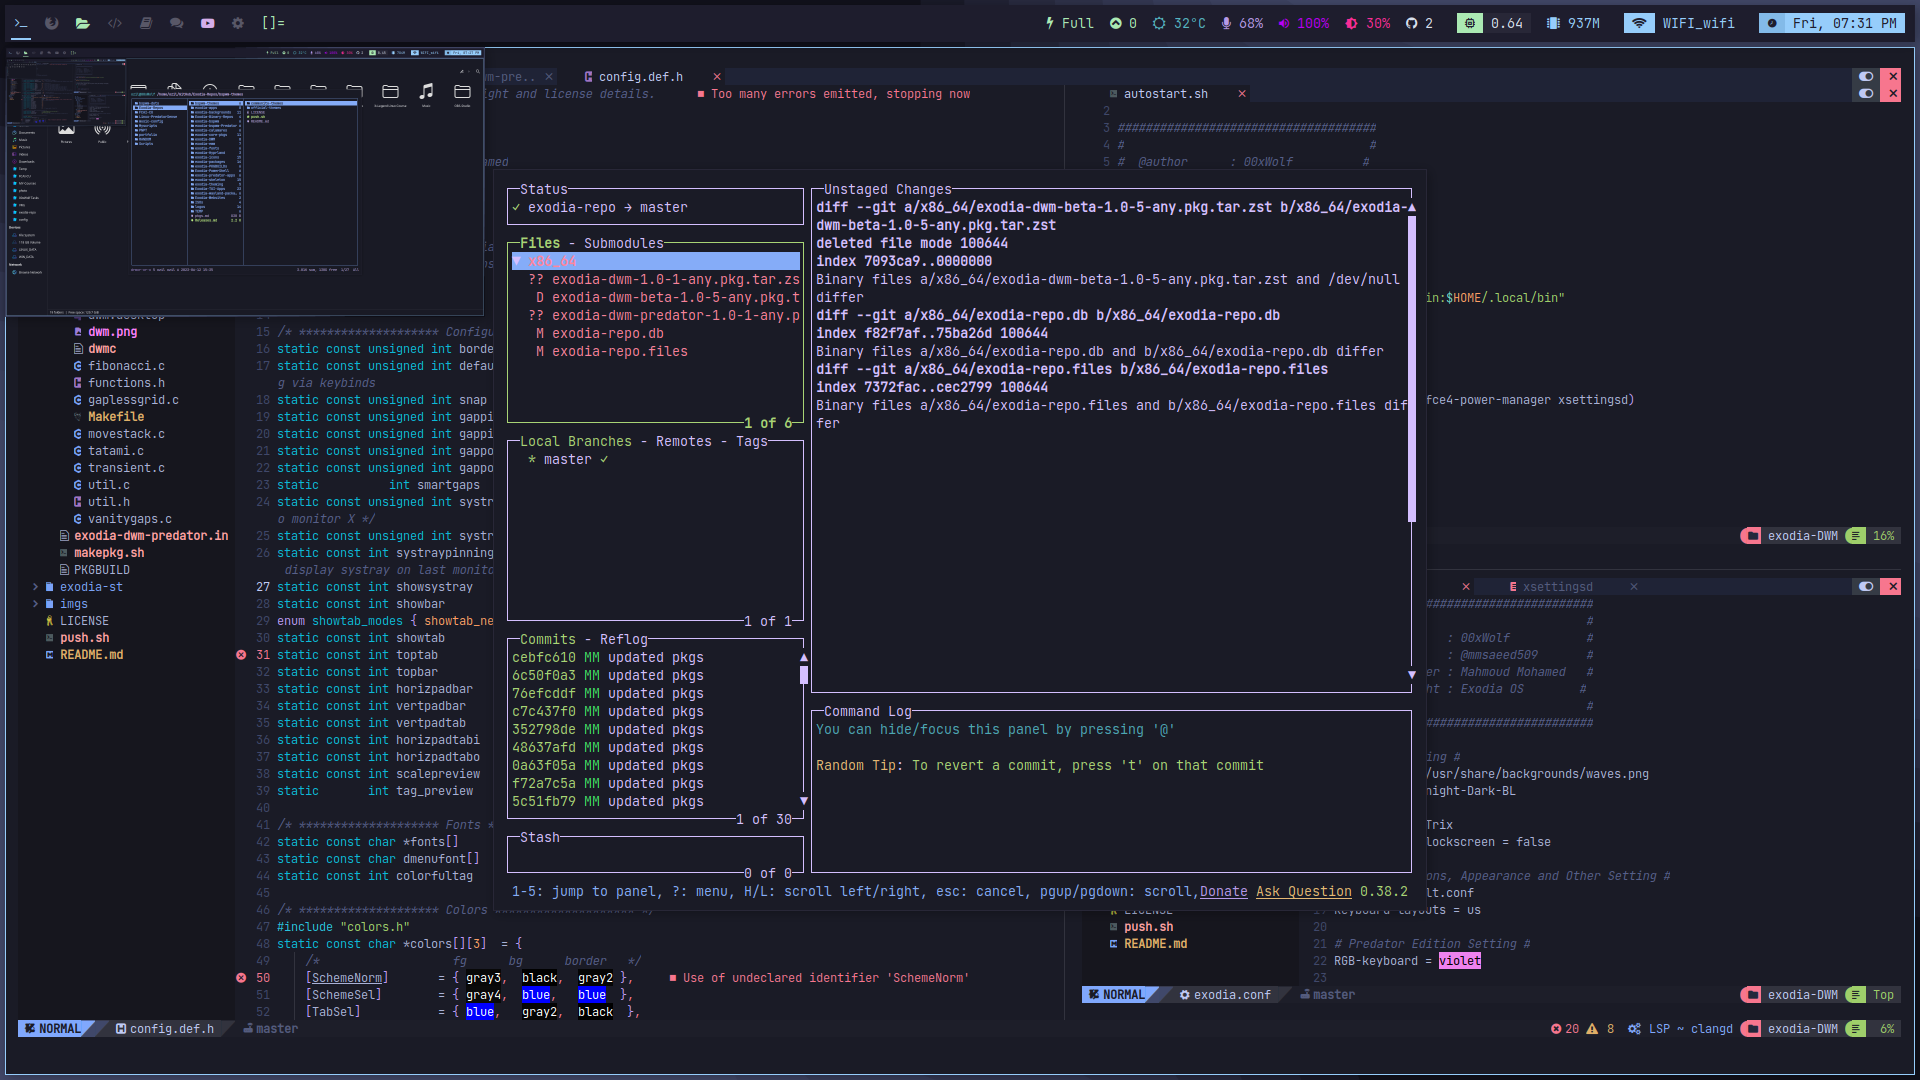 []=
Full
0
32°C
68%
100%
30%
2
0.64
937M
WIFI_wifi
Fri, 07:31 PM
config.def.h
ight and license details.
Too many errors emitted, stopping now
autostart.sh
2
3 #####################################
4 # #
5 # @author : 00xWolf #
in:$HOME/.local/bin"
fce4-power-manager xsettingsd)
exodia-DWM 16%
Status
✓ exodia-repo → master
Files - Submodules
▼ x86_64
?? exodia-dwm-1.0-1-any.pkg.tar.zs
D exodia-dwm-beta-1.0-5-any.pkg.t
?? exodia-dwm-predator-1.0-1-any.p
M exodia-repo.db
M exodia-repo.files
1 of 6
Local Branches - Remotes - Tags
* master ✓
1 of 1
Commits - Reflog
cebfc610 MM updated pkgs
6c50f0a3 MM updated pkgs
76efcddf MM updated pkgs
c7c437f0 MM updated pkgs
352798de MM updated pkgs
48637afd MM updated pkgs
0a63f05a MM updated pkgs
f72a7c5a MM updated pkgs
5c51fb79 MM updated pkgs
1 of 30
Stash
0 of 0
Unstaged Changes
diff --git a/x86_64/exodia-dwm-beta-1.0-5-any.pkg.tar.zst b/x86_64/exodia-
dwm-beta-1.0-5-any.pkg.tar.zst
deleted file mode 100644
index 7093ca9..0000000
Binary files a/x86_64/exodia-dwm-beta-1.0-5-any.pkg.tar.zst and /dev/null
differ
diff --git a/x86_64/exodia-repo.db b/x86_64/exodia-repo.db
index f82f7af..75ba26d 100644
Binary files a/x86_64/exodia-repo.db and b/x86_64/exodia-repo.db differ
diff --git a/x86_64/exodia-repo.files b/x86_64/exodia-repo.files
index 7372fac..cec2799 100644
Binary files a/x86_64/exodia-repo.files and b/x86_64/exodia-repo.files dif
fer
Command Log
You can hide/focus this panel by pressing '@'
Random Tip: To revert a commit, press 't' on that commit
1-5: jump to panel, ?: menu, H/L: scroll left/right, esc: cancel, pgup/pgdown: scroll,Donate Ask Question 0.38.2
dwm.png
dwmc
fibonacci.c
functions.h
gaplessgrid.c
Makefile
movestack.c
tatami.c
transient.c
util.c
util.h
vanitygaps.c
exodia-dwm-predator.in
makepkg.sh
PKGBUILD
exodia-st
imgs
LICENSE
push.sh
README.md
15 /* ******************** Configu
16 static const unsigned int borde
17 static const unsigned int defau
g via keybinds
18 static const unsigned int snap
19 static const unsigned int gappi
20 static const unsigned int gappi
21 static const unsigned int gappo
22 static const unsigned int gappo
23 static int smartgaps
24 static const unsigned int systr
o monitor X */
25 static const unsigned int systr
26 static const int systraypinning
display systray on last monito
27 static const int showsystray
28 static const int showbar
29 enum showtab_modes { showtab_ne
30 static const int showtab
31 static const int toptab
32 static const int topbar
33 static const int horizpadbar
34 static const int vertpadbar
35 static const int vertpadtab
36 static const int horizpadtabi
37 static const int horizpadtabo
38 static const int scalepreview
39 static int tag_preview
40
41 /* ******************** Fonts *
42 static const char *fonts[]
43 static const char dmenufont[]
44 static const int colorfultag
45
46 /* ******************** Colors ******************** */
47 #include "colors.h"
48 static const char *colors[][3] = {
49 /* fg bg border */
50 [SchemeNorm] = { gray3, black, gray2 }, Use of undeclared identifier 'SchemeNorm'
51 [SchemeSel] = { gray4, blue, blue },
52 [TabSel] = { blue, gray2, black },
NORMAL config.def.h master
20 8 LSP ~ clangd exodia-DWM 6%
xsettingsd
########################
#
: 00xWolf #
: @mmsaeed509 #
er : Mahmoud Mohamed #
ht : Exodia OS #
#
########################
ing #
/usr/share/backgrounds/waves.png
night-Dark-BL
Trix
lockscreen = false
ons, Appearance and Other Setting #
lt.conf
Keyboard layouts = us
20
21 # Predator Edition Setting #
22 RGB-keyboard = violet
23
LICENSE
push.sh
README.md
NORMAL exodia.conf master
exodia-DWM Top